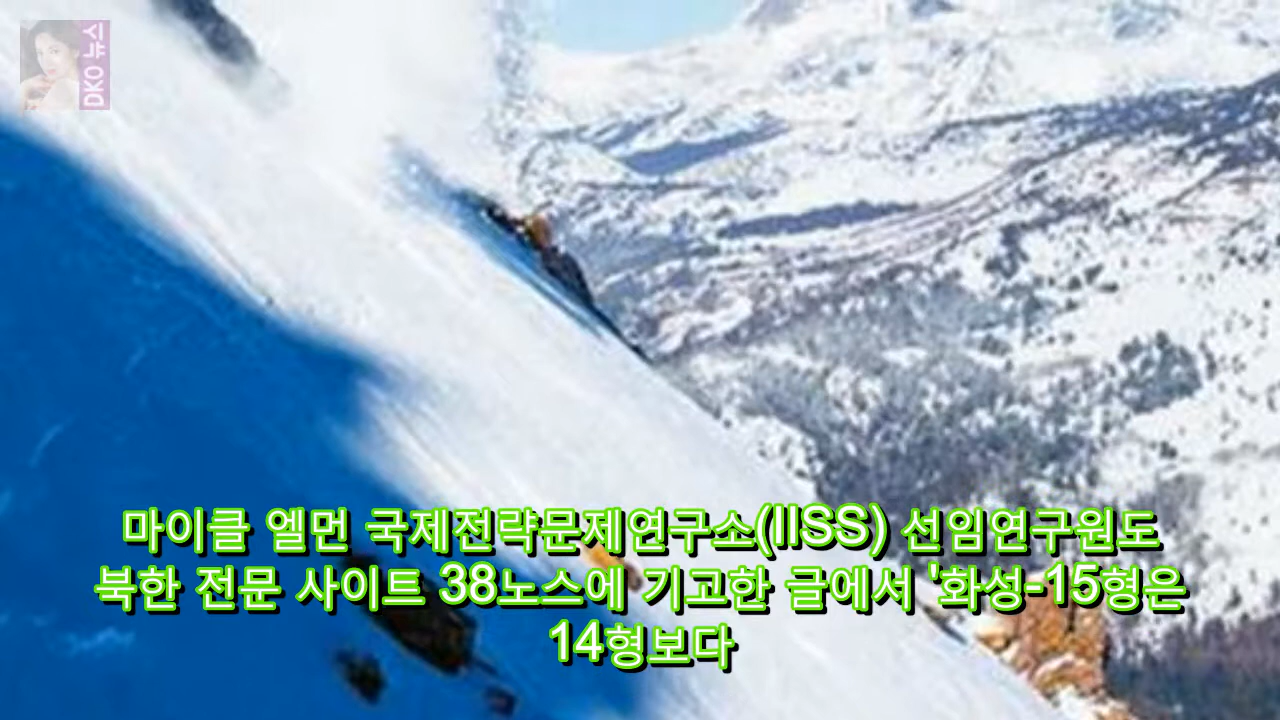 DKO 뉴스
마이클 엘먼 국제전략문제연구소(IISS) 선임연구원도
북한 전문 사이트 38노스에 기고한 글에서 '화성-15형은
14형보다